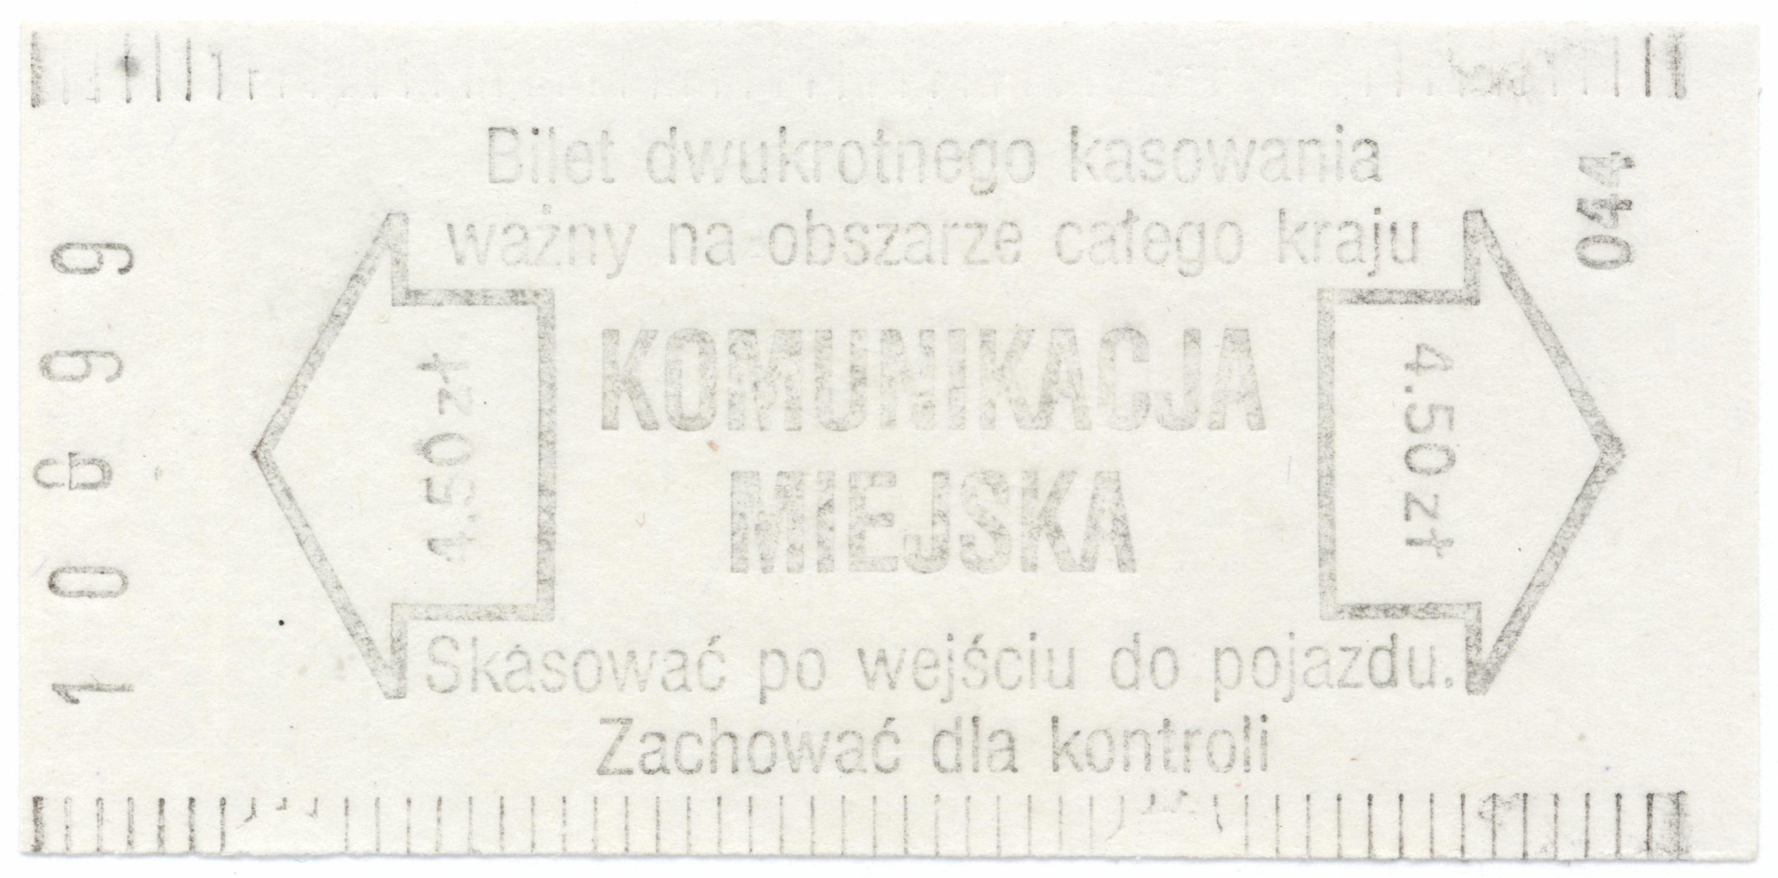 Bilet dwukrotnego kasowania
ważny na obszarze całego kraju
KOMUNIKACJA
MIEJSKA
Skasować po wejściu do pojazdu.
Zachować dla kontroli
4.50 zł
4.50 zł
044